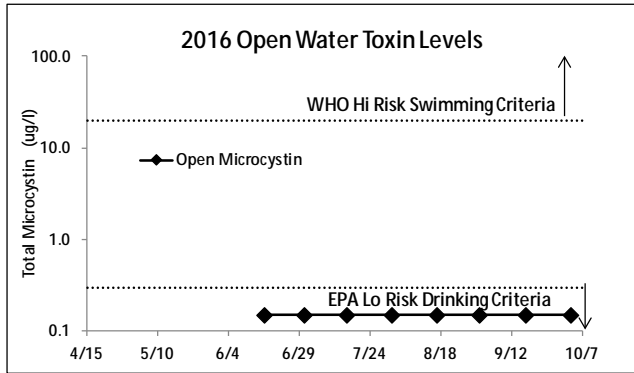 2016 Open Water Toxin Levels
100.0
WHO Hi Risk Swimming Criteria
10.0
Open Microcystin
Total Microcystin (ug/l)
1.0
EPA Lo Risk Drinking Criteria
0.1
4/15 5/10 6/4 6/29 7/24 8/18 9/12 10/7